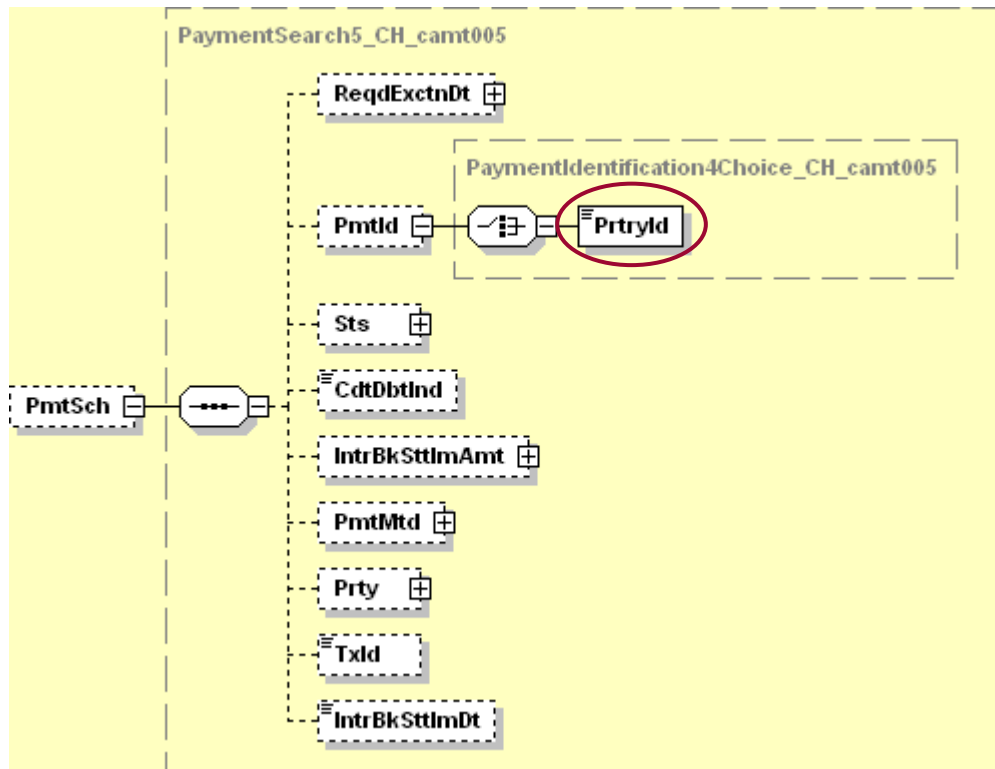 PaymentSearch5_CH_camt005
ReqdExctnDt
PaymentIdentification4Choice_CH_camt005
PmtId
PrtryId
Sts
CdtDbtInd
PmtSch
IntrBkSttlmAmt
PmtMtd
Prty
TxId
IntrBkSttlmDt